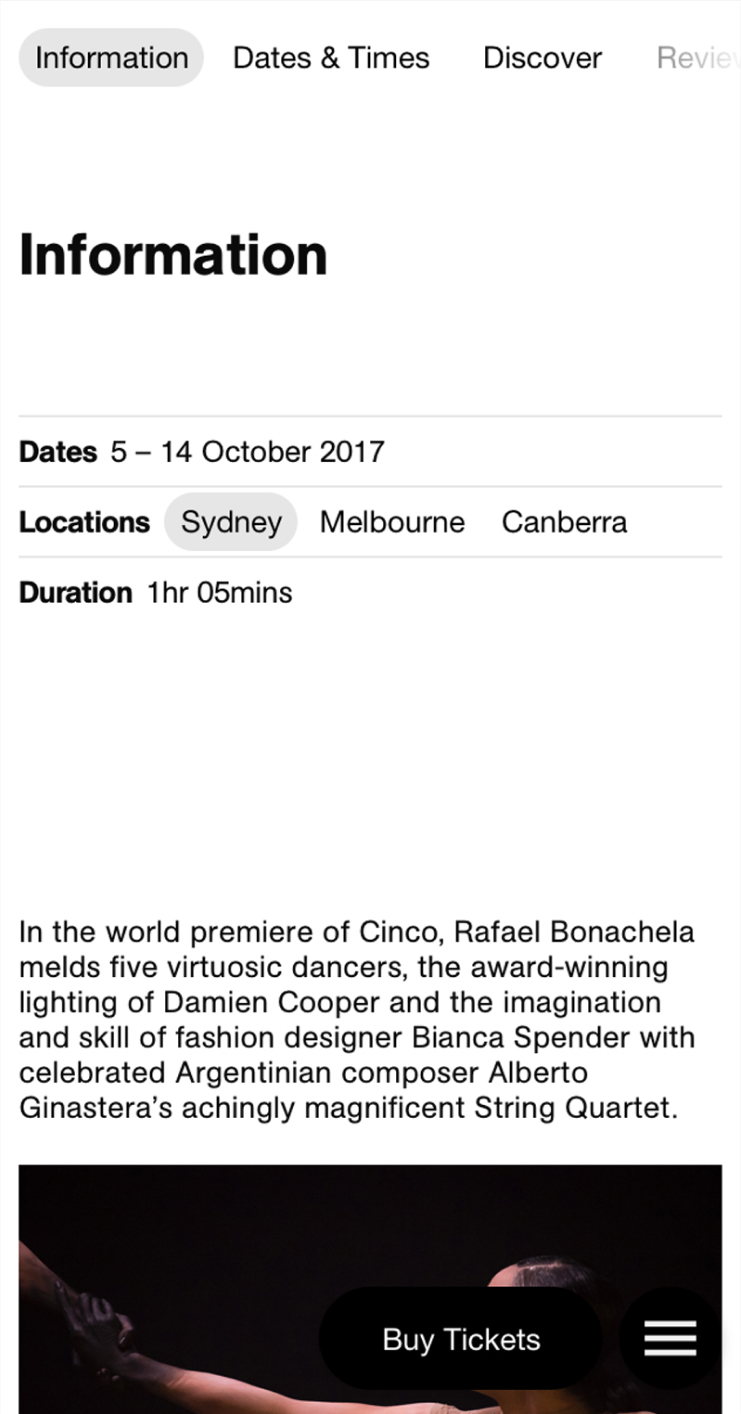 Information Dates & Times Discover
Information
Dates 5 – 14 October 2017
Locations Sydney Melbourne Canberra
Duration 1hr 05mins
In the world premiere of Cinco, Rafael Bonachela
melds five virtuosic dancers, the award-winning
lighting of Damien Cooper and the imagination
and skill of fashion designer Bianca Spender with
celebrated Argentinian composer Alberto
Ginastera’s achingly magnificent String Quartet.
Buy Tickets